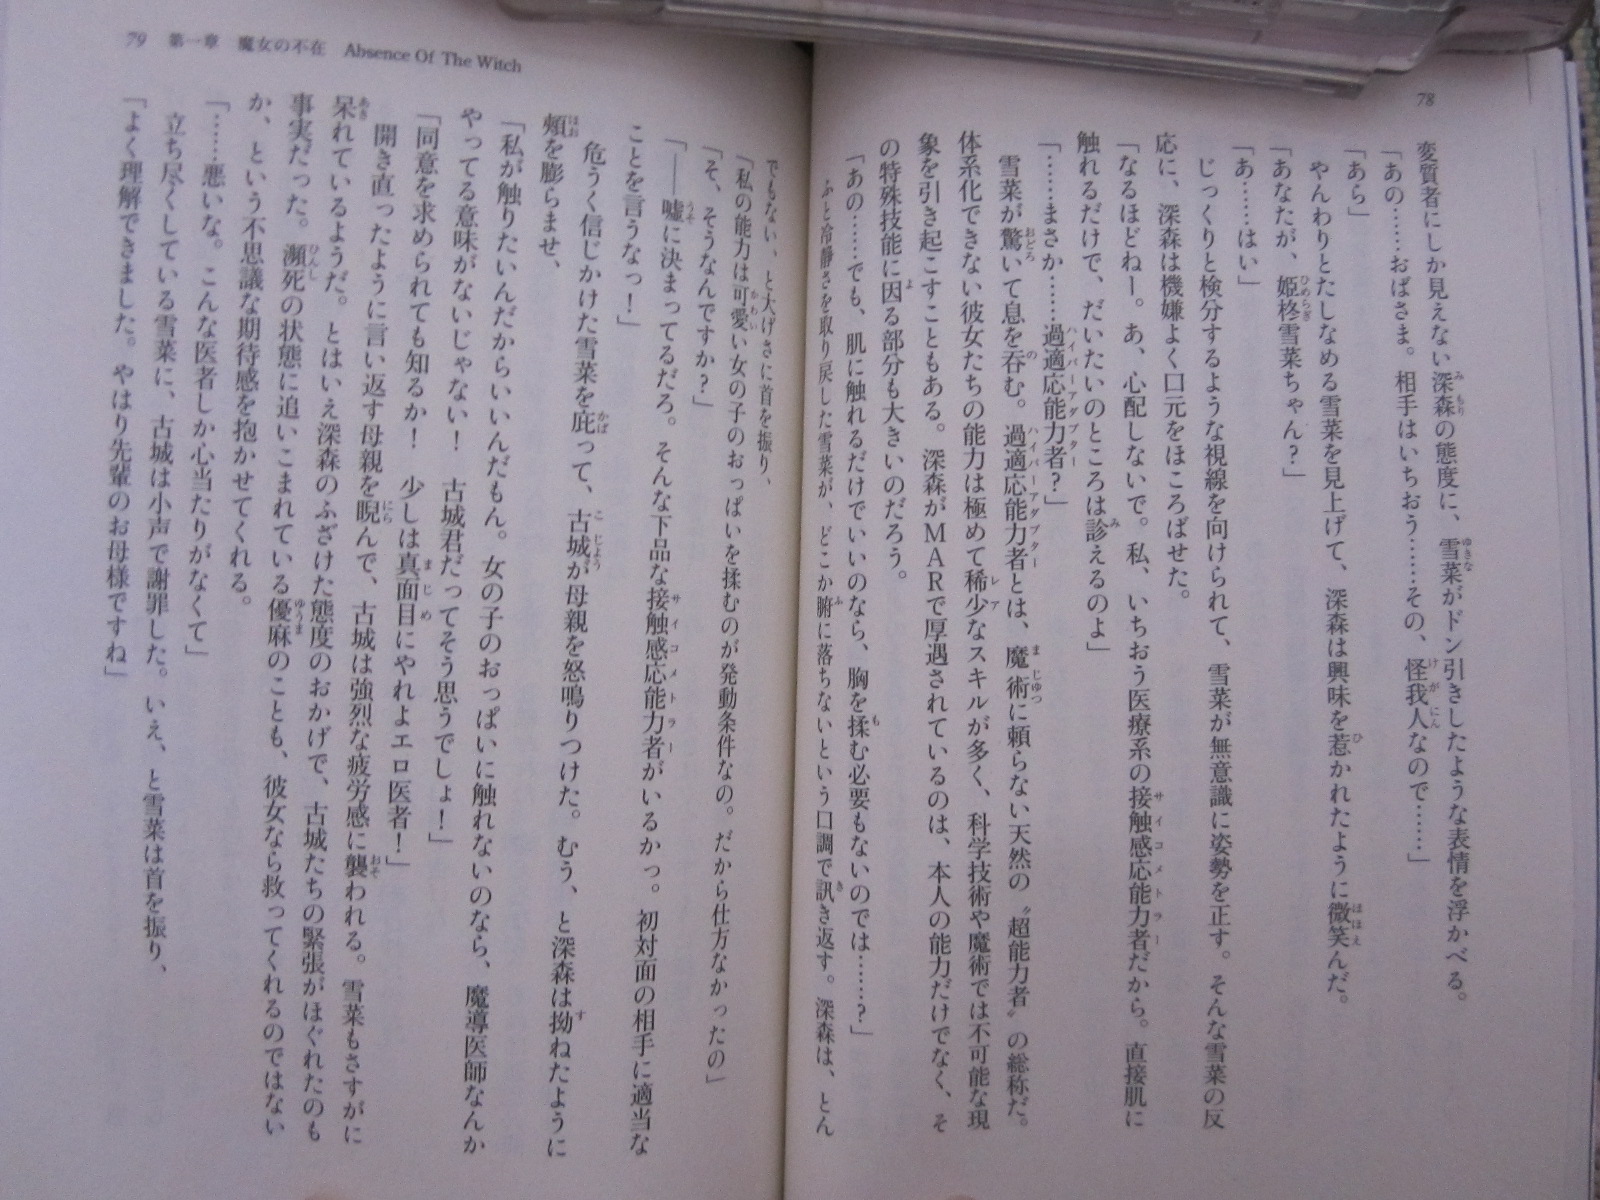 78
変質者にしか見えない深森の態度に、雪菜がドン引きしたような表情を浮かべる。
「あの……おばさま。相手はいちおう……その、怪我人なので……」
「あら」
やんわりとたしなめる雪菜を見上げて、深森は興味を惹かれたように微笑んだ。
「あなたが、姫柊雪菜ちゃん？」
「あ……はい」
じっくりと検分するような視線を向けられて、雪菜が無意識に姿勢を正す。そんな雪菜の反
応に、深森は機嫌よく口元をほころばせた。
「なるほどねー。あ、心配しないで。私、いちおう医療系の接触感応能力者だから。直接肌に
触れるだけで、だいたいのところは診えるのよ」
「……まさか……過適応能力者？」
雪菜が驚いて息を呑む。過適応能力者とは、魔術に頼らない天然の〝超能力者〟の総称だ。
体系化できない彼女たちの能力は極めて稀少なスキルが多く、科学技術や魔術では不可能な現
象を引き起こすこともある。深森がＭＡＲで厚遇されているのは、本人の能力だけでなく、そ
の特殊技能に因る部分も大きいのだろう。
「あの……でも、肌に触れるだけでいいのなら、胸を揉む必要もないのでは……？」
ふと冷静さを取り戻した雪菜が、どこか腑に落ちないという口調で訊き返す。深森は、とん
でもない、と大げさに首を振り、
「私の能力は可愛い女の子のおっぱいを揉むのが発動条件なの。だから仕方なかったの」
「そ、そうなんですか？」
「――嘘に決まってるだろ。そんな下品な接触感応能力者がいるかっ。初対面の相手に適当な
ことを言うなっ！」
危うく信じかけた雪菜を庇って、古城が母親を怒鳴りつけた。むう、と深森は拗ねたように
頬を膨らませ、
「私が触りたいんだからいいんだもん。女の子のおっぱいに触れないのなら、魔導医師なんか
やってる意味がないじゃない！　古城君だってそう思うでしょ！」
「同意を求められても知るか！　少しは真面目にやれよエロ医者！」
開き直ったように言い返す母親を睨んで、古城は強烈な疲労感に襲われる。雪菜もさすがに
呆れているようだ。とはいえ深森のふざけた態度のおかげで、古城たちの緊張がほぐれたのも
事実だった。瀕死の状態に追いこまれている優麻のことも、彼女なら救ってくれるのではない
か、という不思議な期待感を抱かせてくれる。
「……悪いな。こんな医者しか心当たりがなくて」
立ち尽くしている雪菜に、古城は小声で謝罪した。いえ、と雪菜は首を振り、
「よく理解できました。やはり先輩のお母様ですね」
79 第一章 魔女の不在 Absence Of The Witch